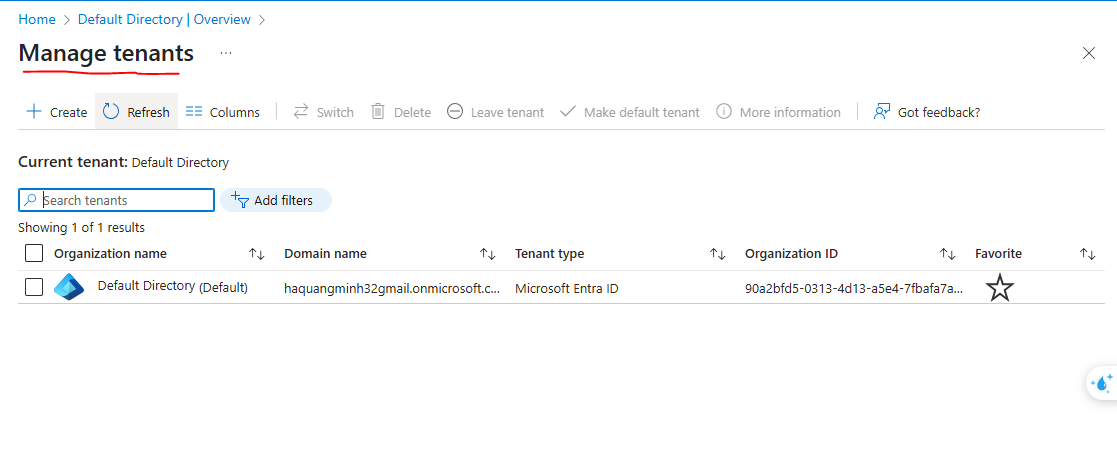 Home > Default Directory | Overview >
Manage tenants ...
Create Refresh Columns Switch Delete Leave tenant Make default tenant More information Got feedback?
Current tenant: Default Directory
Search tenants Add filters
Showing 1 of 1 results
Organization name Domain name Tenant type Organization ID Favorite
Default Directory (Default) haquangminh32gmail.onmicrosoft.c... Microsoft Entra ID 90a2bfd5-0313-4d13-a5e4-7fbafa7a...